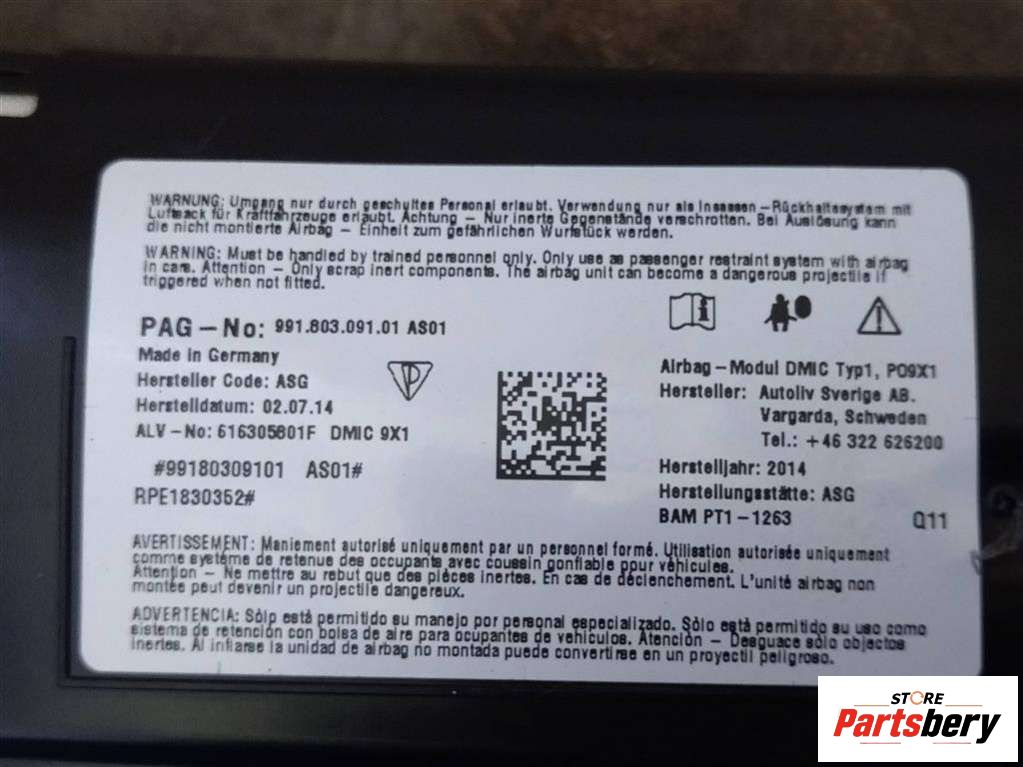 WARNUNG: Umgang nur durch geschultes Personal erlaubt. Verwendung nur als Insassen-Rückhaltesystem mit
Luftsack für Kraftfahrzeuge erlaubt. Achtung - Nur inerte Gegenstände verschrotten. Bei Auslösung kann
die nicht montierte Airbag - Einheit zum gefährlichen Wurfstück werden.
WARNING: Must be handled by trained personnel only. Only use as passenger restraint system with airbag
in cars. Attention - Only scrap inert components. The airbag unit can become a dangerous projectile if
triggered when not fitted.
PAG-No: 991.803.091.01 AS01
Made in Germany
Hersteller Code: ASG
Herstelldatum: 02.07.14
ALV-No: 616305601F DMIC 9X1
#99180309101 AS01#
RPE1830352#
P
i
Airbag-Modul DMIC Typ1, PO9X1
Hersteller: Autoliv Sverige AB.
Vargarda, Schweden
Tel.: +46 322 626200
Herstelljahr: 2014
Herstellungsstätte: ASG
BAM PT1-1263 Q11
AVERTISSEMENT: Maniement autorisé uniquement par un personnel formé. Utilisation autorisée uniquement
comme système de retenue des occupants avec coussin gonflable pour véhicules.
Attention - Ne mettre au rebut que des pièces inertes. En cas de déclenchement. L'unité airbag non
montée peut devenir un projectile dangereux.
ADVERTENCIA: Sólo está permitido su manejo por personal especializado. Sólo está permitido su uso como
sistema de retención con bolsa de aire para ocupantes de vehículos. Atención - Desguace sólo objectos
inertes. Al inflarse la unidad de airbag no montada puede convertirse en un proyectil peligroso.
STORE
Partsbery